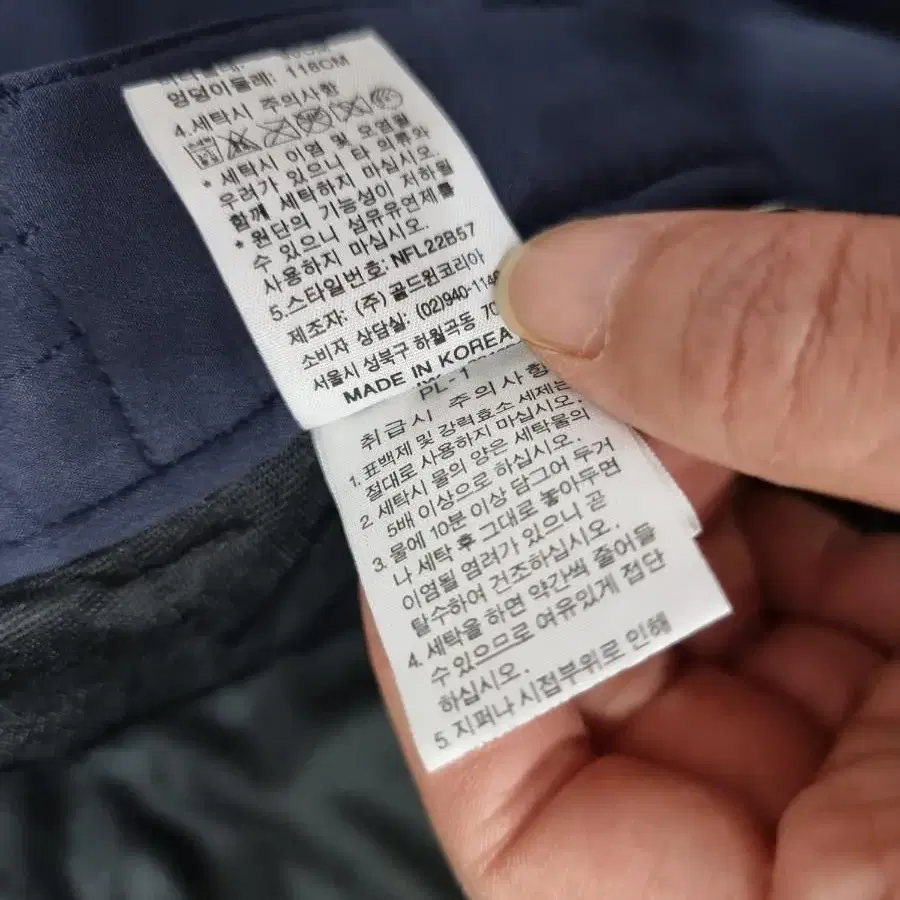 엉덩이둘레: 118CM
4.세탁시 주의사항
* 세탁시 이염 및 오염될
우려가 있으니 타 의류와
함께 세탁하지 마십시오.
* 원단의 기능성이 저하될
수 있으니 섬유유연제를
사용하지 마십시오.
5.스타일번호: NFL22B57
제조자: (주) 골드윈코리아
소비자 상담실: (02)940-114
서울시 성북구 하월곡동 70
MADE IN KOREA
PL-1
취급시 주의사항
1. 표백제 및 강력효소 세제는
절대로 사용하지 마십시오.
2. 세탁시 물의 양은 세탁물의
5배 이상으로 하십시오.
3. 물에 10분 이상 담그어 두거
나 세탁 후 그대로 놓아두면
이염될 염려가 있으니 곧
탈수하여 건조하십시오.
4. 세탁을 하면 약간씩 줄어들
수 있으므로 여유있게 접단
하십시오.
5. 지퍼나 시접부위로 인해